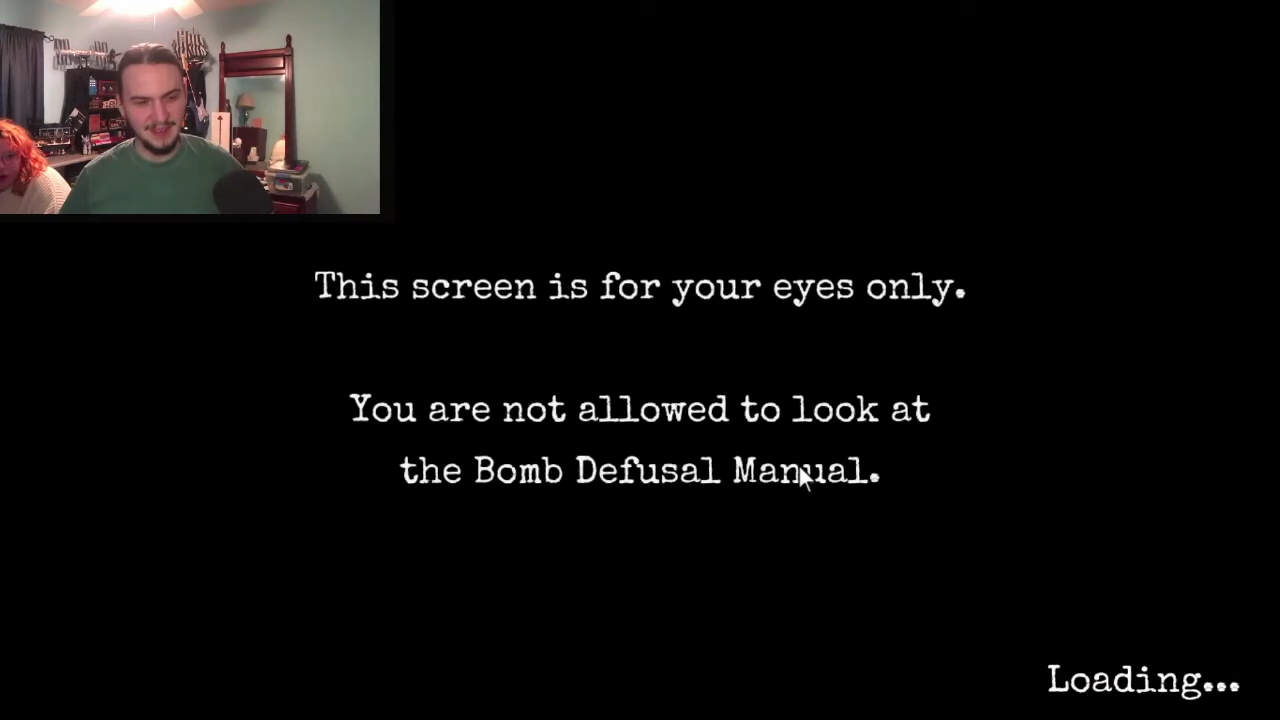 This screen is for your eyes only.
You are not allowed to look at
the Bomb Defusal Manual.
Loading...